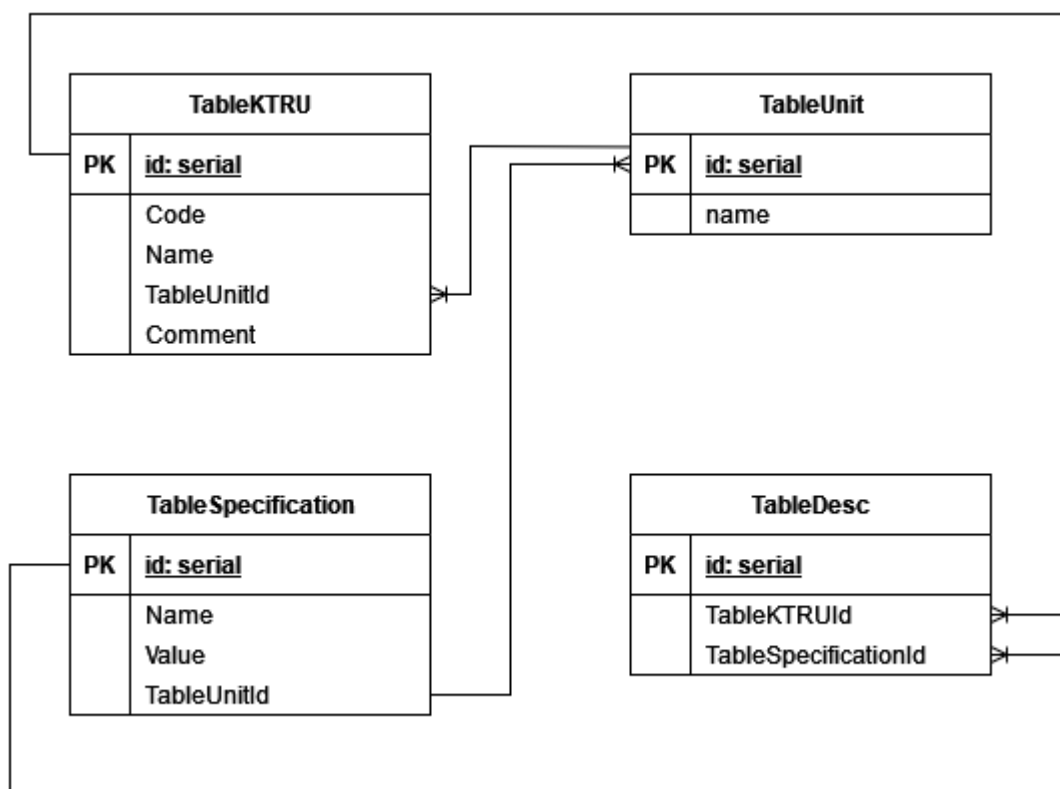 TableKTRU
PK id: serial
Code
Name
TableUnitId
Comment
TableUnit
PK id: serial
name
TableSpecification
PK id: serial
Name
Value
TableUnitId
TableDesc
PK id: serial
TableKTRUId
TableSpecificationId